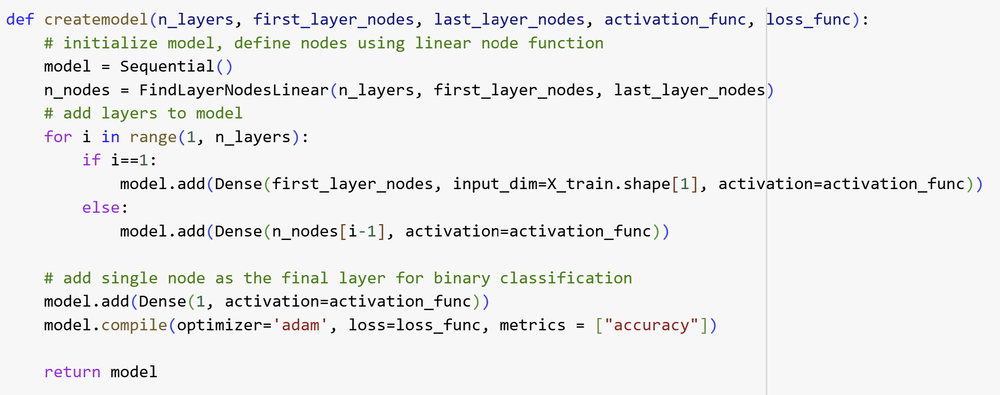 def createmodel(n_layers, first_layer_nodes, last_layer_nodes, activation_func, loss_func):
    # initialize model, define nodes using linear node function
    model = Sequential()
    n_nodes = FindLayerNodesLinear(n_layers, first_layer_nodes, last_layer_nodes)
    # add layers to model
    for i in range(1, n_layers):
        if i==1:
            model.add(Dense(first_layer_nodes, input_dim=X_train.shape[1], activation=activation_func))
        else:
            model.add(Dense(n_nodes[i-1], activation=activation_func))
    # add single node as the final layer for binary classification
    model.add(Dense(1, activation=activation_func))
    model.compile(optimizer='adam', loss=loss_func, metrics = ["accuracy"])
    return model